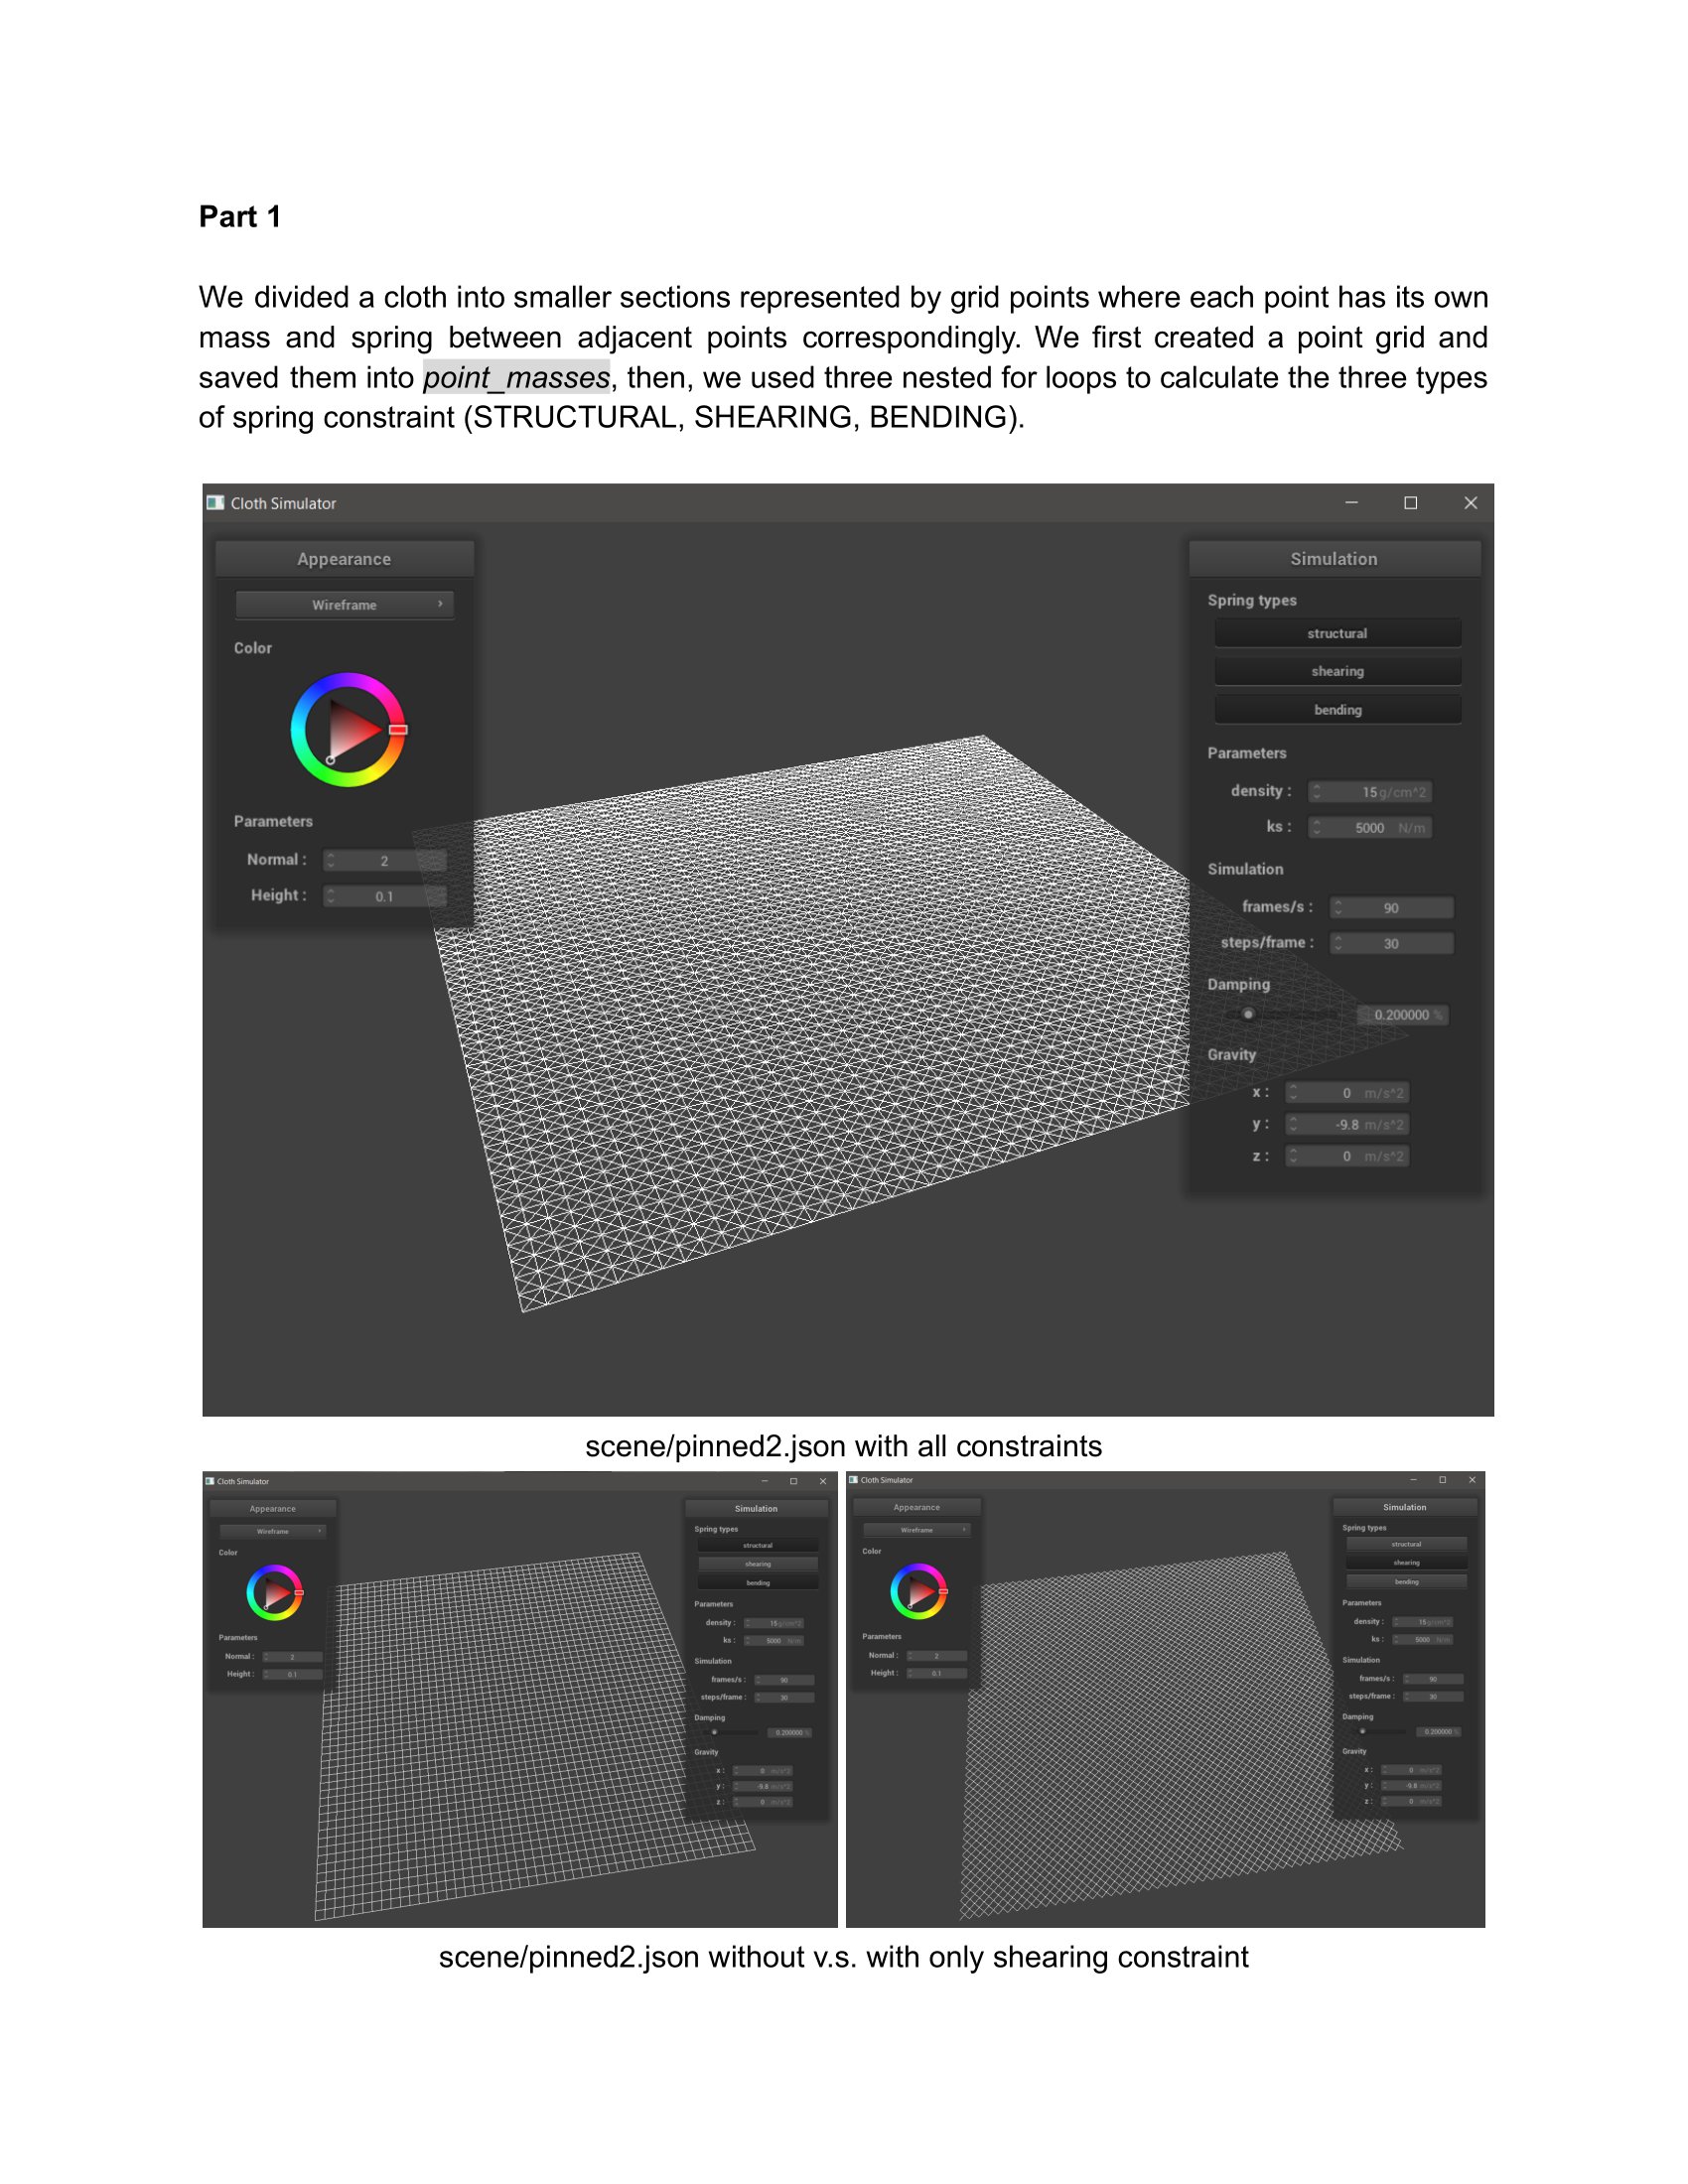 Part 1
We divided a cloth into smaller sections represented by grid points where each point has its own
mass and spring between adjacent points correspondingly. We first created a point grid and
saved them into point_masses, then, we used three nested for loops to calculate the three types
of spring constraint (STRUCTURAL, SHEARING, BENDING).
Cloth Simulator
Appearance
Wireframe
Color
Parameters
Normal : 2
Height : 0.1
Simulation
Spring types
structural
shearing
bending
Parameters
density : 15 g/cm^2
ks : 5000 N/m
Simulation
frames/s : 90
steps/frame : 30
Damping
0.200000 %
Gravity
x : 0 m/s^2
y : -9.8 m/s^2
z : 0 m/s^2
scene/pinned2.json with all constraints
Cloth Simulator
Appearance
Wireframe
Color
Parameters
Normal : 2
Height : 0.1
Simulation
Spring types
structural
shearing
bending
Parameters
density : 15 g/cm^2
ks : 5000 N/m
Simulation
frames/s : 90
steps/frame : 30
Damping
0.200000 %
Gravity
x : 0 m/s^2
y : -9.8 m/s^2
z : 0 m/s^2
Cloth Simulator
Appearance
Wireframe
Color
Parameters
Normal : 2
Height : 0.1
Simulation
Spring types
structural
shearing
bending
Parameters
density : 15 g/cm^2
ks : 5000 N/m
Simulation
frames/s : 90
steps/frame : 30
Damping
0.200000 %
Gravity
x : 0 m/s^2
y : -9.8 m/s^2
z : 0 m/s^2
scene/pinned2.json without v.s. with only shearing constraint